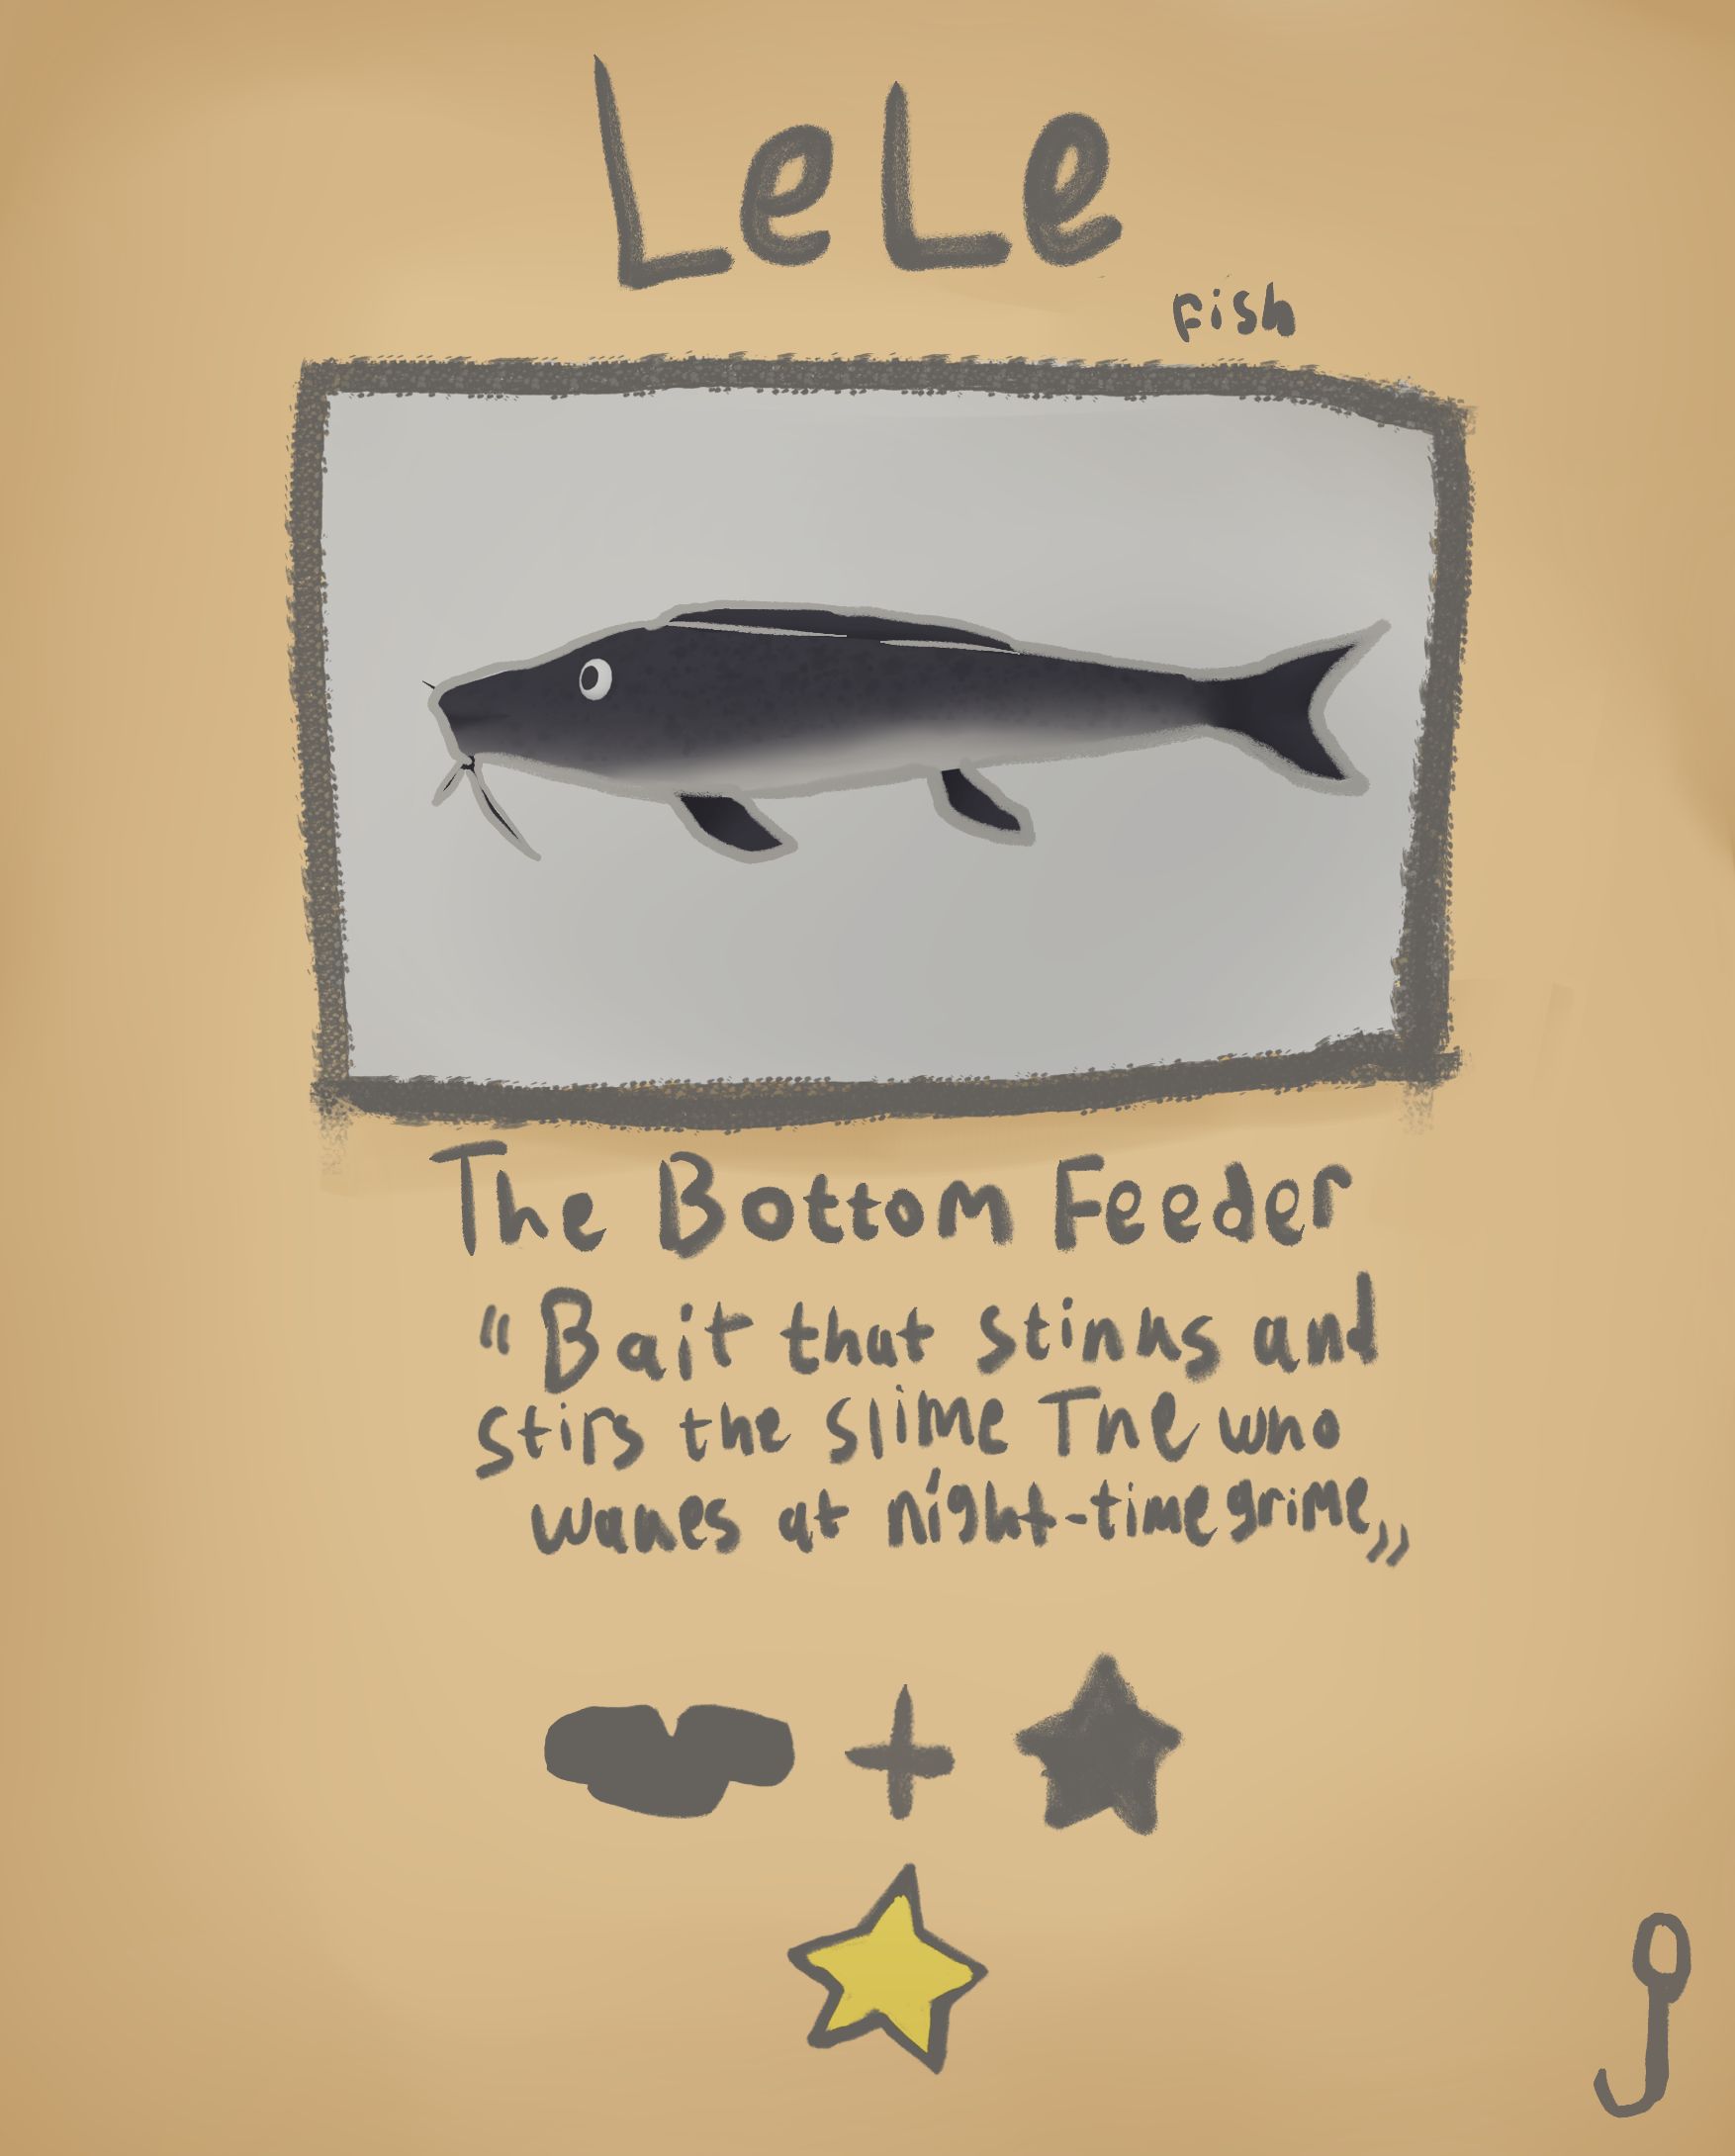 LeLe
fish
The Bottom Feeder
"Bait that stinks and
stirs the slime The who
wakes at night-time grime„
+